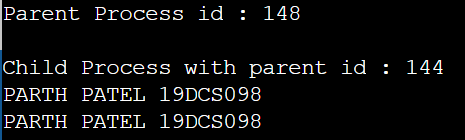 Parent Process id : 148
Child Process with parent id : 144
PARTH PATEL 19DCS098
PARTH PATEL 19DCS098